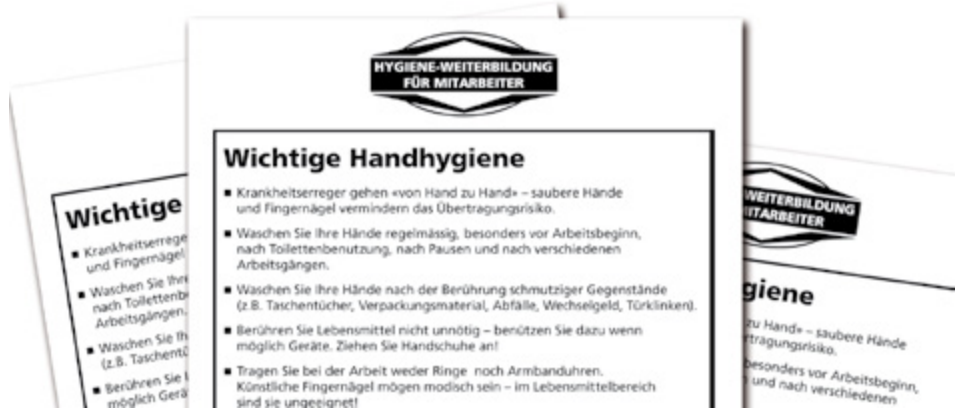 HYGIENE-WEITERBILDUNG
FÜR MITARBEITER
Wichtige Handhygiene
■ Krankheitserreger gehen «von Hand zu Hand» – saubere Hände
und Fingernägel vermindern das Übertragungsrisiko.
■ Waschen Sie Ihre Hände regelmässig, besonders vor Arbeitsbeginn,
nach Toilettenbenutzung, nach Pausen und nach verschiedenen
Arbeitsgängen.
■ Waschen Sie Ihre Hände nach der Berührung schmutziger Gegenstände
(z.B. Taschentücher, Verpackungsmaterial, Abfälle, Wechselgeld, Türklinken).
■ Berühren Sie Lebensmittel nicht unnötig – benützen Sie dazu wenn
möglich Geräte. Ziehen Sie Handschuhe an!
■ Tragen Sie bei der Arbeit weder Ringe noch Armbanduhren.
Künstliche Fingernägel mögen modisch sein – im Lebensmittelbereich
sind sie ungeeignet!
Wichtige
■ Krankheitserrege
und Fingernägel
■ Waschen Sie Ihre
nach Toilettenb
Arbeitsgängen.
■ Waschen Sie Ih
(z.B. Taschentü
■ Berühren Sie L
möglich Gerä
WEITERBILDUNG
ITARBEITER
giene
zu Hand» – saubere Hände
rtragungsrisiko.
besonders vor Arbeitsbeginn,
und nach verschiedenen